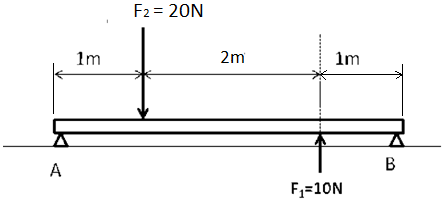 F₂ = 20N
1m 2m 1m
A B
F₁=10N